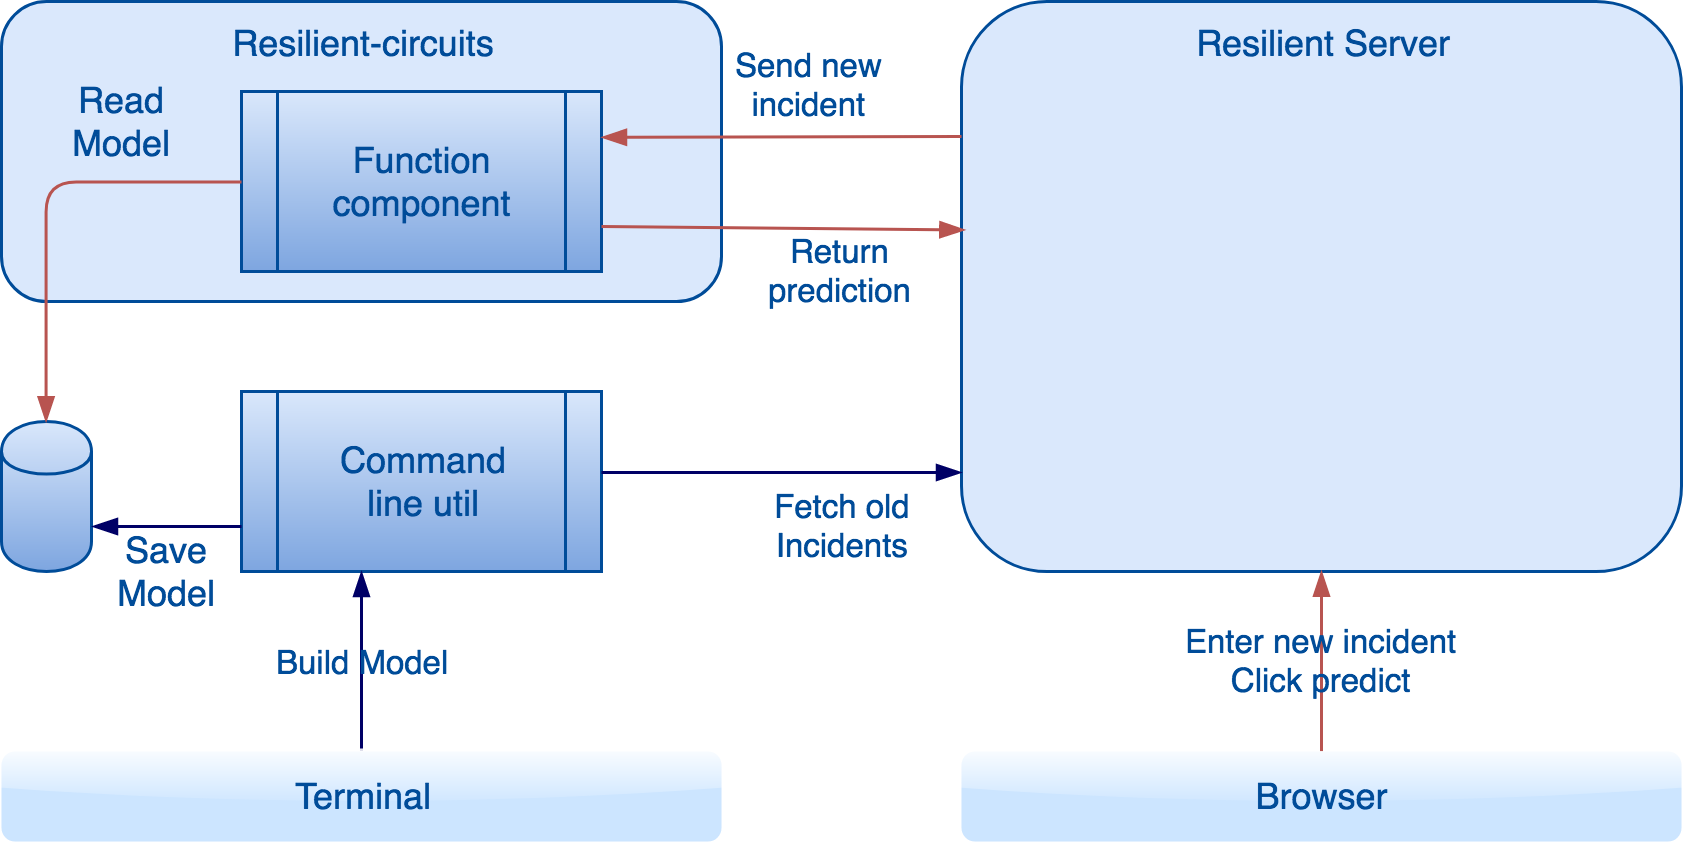 Resilient-circuits
Resilient Server
Send new
incident
Read
Model
Function
component
Return
prediction
Command
line util
Fetch old
Incidents
Save
Model
Build Model
Enter new incident
Click predict
Terminal
Browser